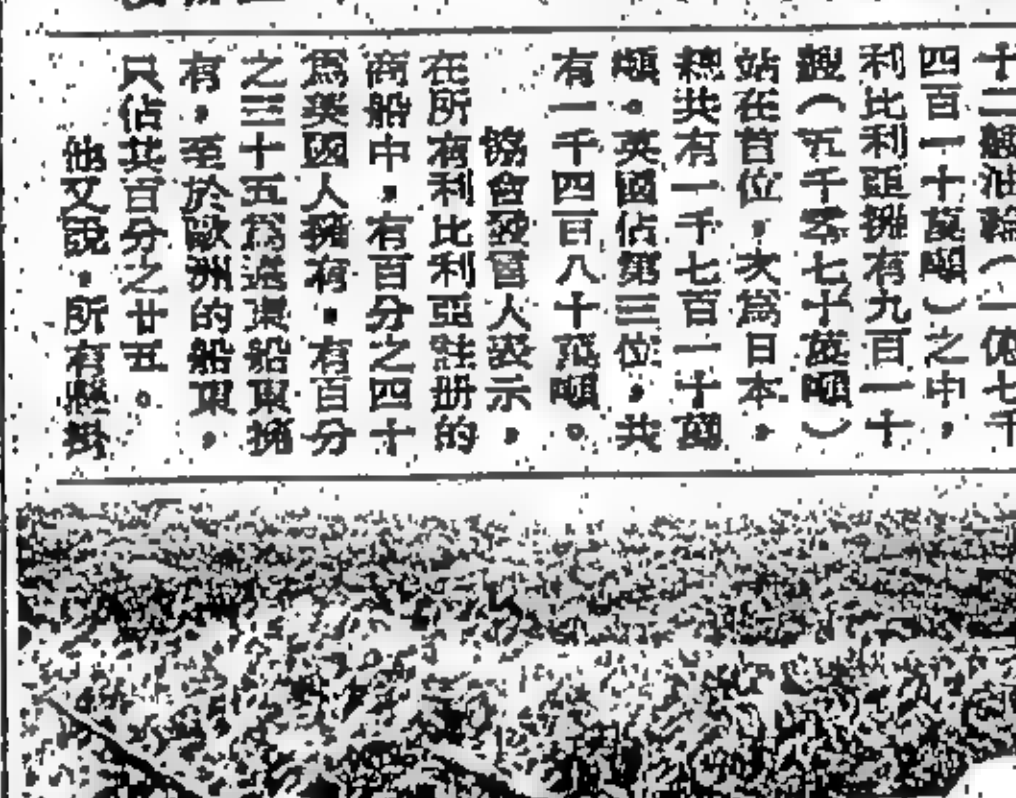 十二艘油輪（一億七千
四百一十萬噸）之中，
利比利亞擁有九百一十
艘（五千零七十萬噸）
站在首位，次為日本，
總共有一千七百一十萬
噸。英國佔第三位，共
有一千四百八十萬噸。
協會發言人表示，
在所有利比利亞註册的
商船中，有百分之四十
爲英國人擁有，有百分
之三十五爲遠東船東擁
有，至於歐洲的船東，
只佔其百分之廿五。
他又說，所有懸掛